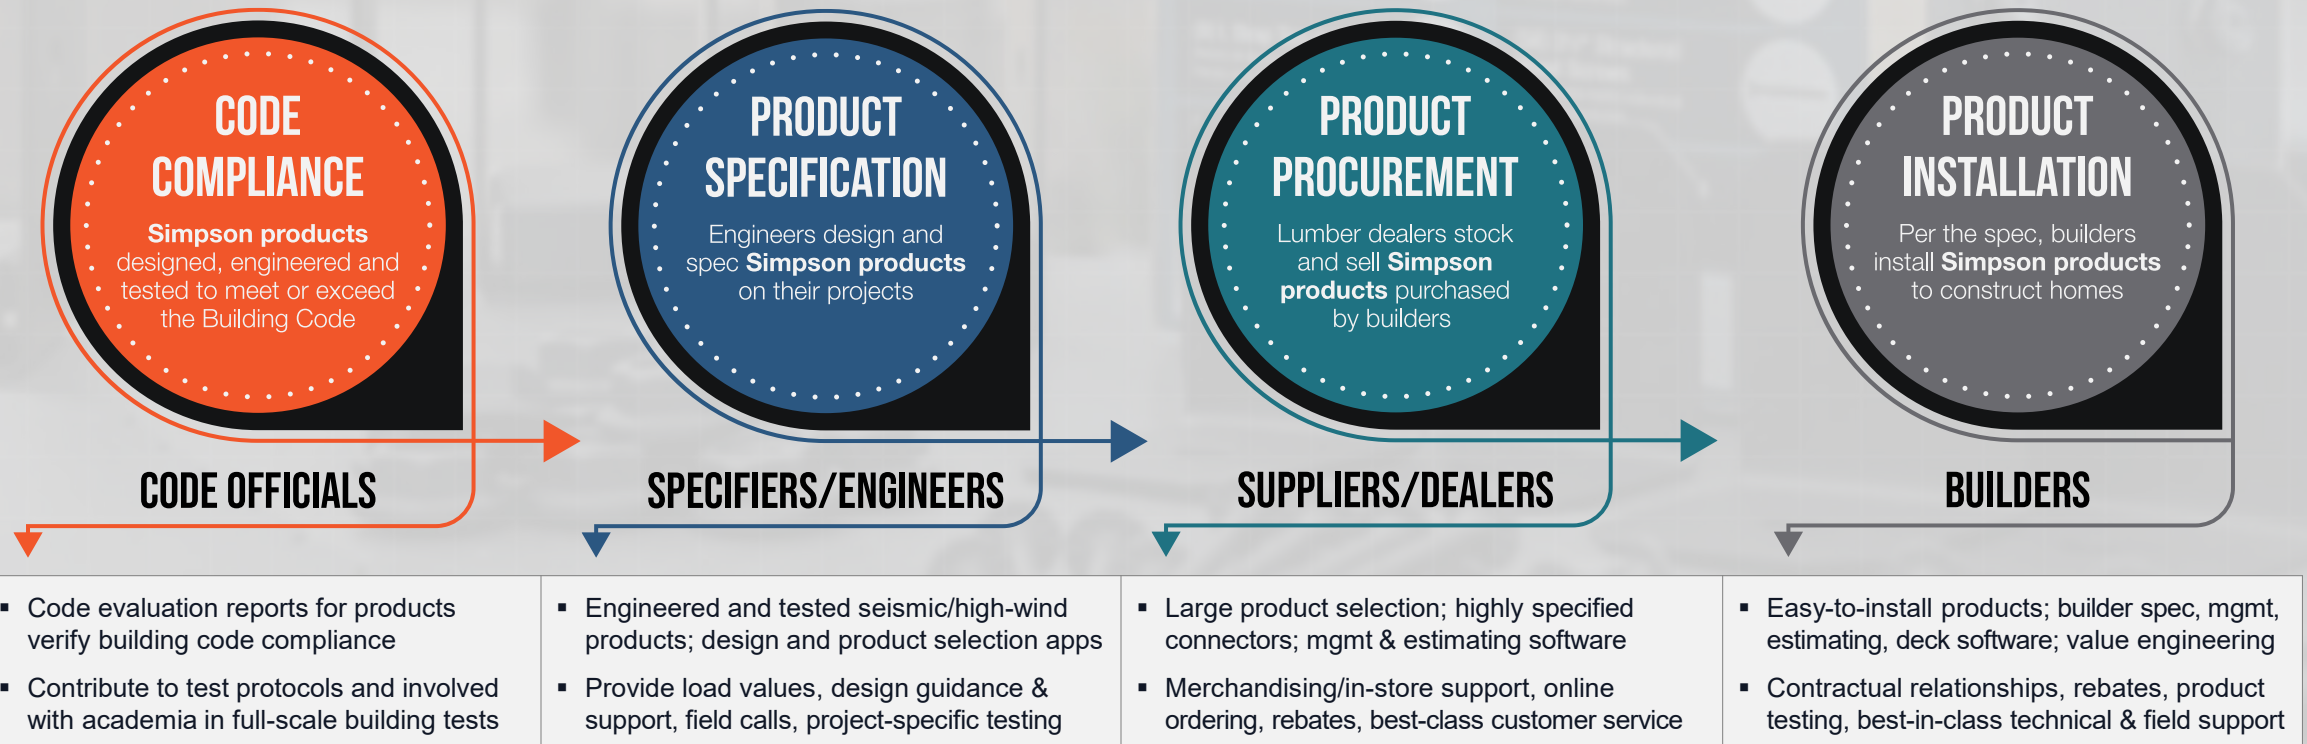 CODE
COMPLIANCE
Simpson products
designed, engineered and
tested to meet or exceed
the Building Code
CODE OFFICIALS
▪ Code evaluation reports for products
verify building code compliance
▪ Contribute to test protocols and involved
with academia in full-scale building tests
PRODUCT
SPECIFICATION
Engineers design and
spec Simpson products
on their projects
SPECIFIERS/ENGINEERS
▪ Engineered and tested seismic/high-wind
products; design and product selection apps
▪ Provide load values, design guidance &
support, field calls, project-specific testing
PRODUCT
PROCUREMENT
Lumber dealers stock
and sell Simpson
products purchased
by builders
SUPPLIERS/DEALERS
▪ Large product selection; highly specified
connectors; mgmt & estimating software
▪ Merchandising/in-store support, online
ordering, rebates, best-class customer service
PRODUCT
INSTALLATION
Per the spec, builders
install Simpson products
to construct homes
BUILDERS
▪ Easy-to-install products; builder spec, mgmt,
estimating, deck software; value engineering
▪ Contractual relationships, rebates, product
testing, best-in-class technical & field support